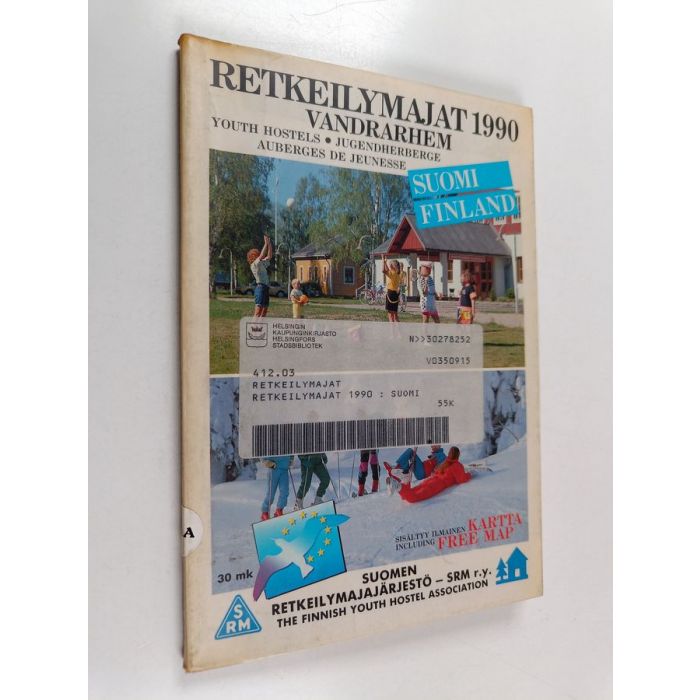 RETKEILYMAJAT 1990
VANDRARHEM
YOUTH HOSTELS • JUGENDHERBERGE
AUBERGES DE JEUNESSE
SUOMI
FINLAND
HELSINGIN
KAUPUNGINKIRJASTO
HELSINGFORS
STADSBIBLIOTEK
N>>30278252
V0350915
412.03
RETKEILYMAJAT
RETKEILYMAJAT 1990 : SUOMI
55K
A
SISÄLTYY ILMAINEN KARTTA
INCLUDING FREE MAP
30 mk
SUOMEN
RETKEILYMAJAJÄRJESTÖ – SRM r.y.
THE FINNISH YOUTH HOSTEL ASSOCIATION
S
RM